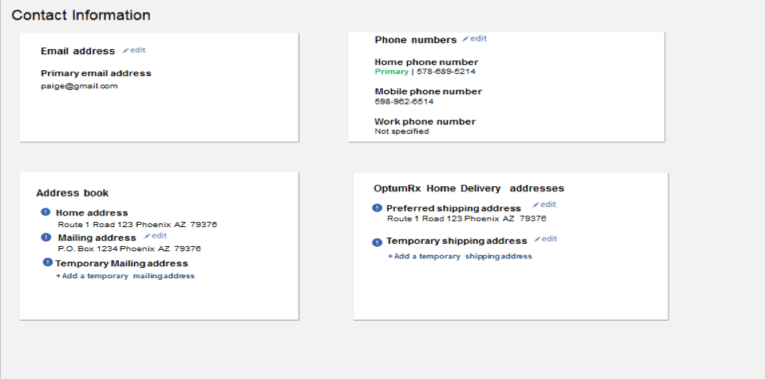 Contact Information
Email address edit
Primary email address
paige@gmail.com
Phone numbers edit
Home phone number
Primary | 578-689-5214
Mobile phone number
598-962-6514
Work phone number
Not specified
Address book
Home address
Route 1 Road 123 Phoenix AZ 79376
Mailing address edit
P.O. Box 1234 Phoenix AZ 79376
Temporary Mailing address
+ Add a temporary mailing address
OptumRx Home Delivery addresses
Preferred shipping address edit
Route 1 Road 123 Phoenix AZ 79376
Temporary shipping address edit
+ Add a temporary shipping address